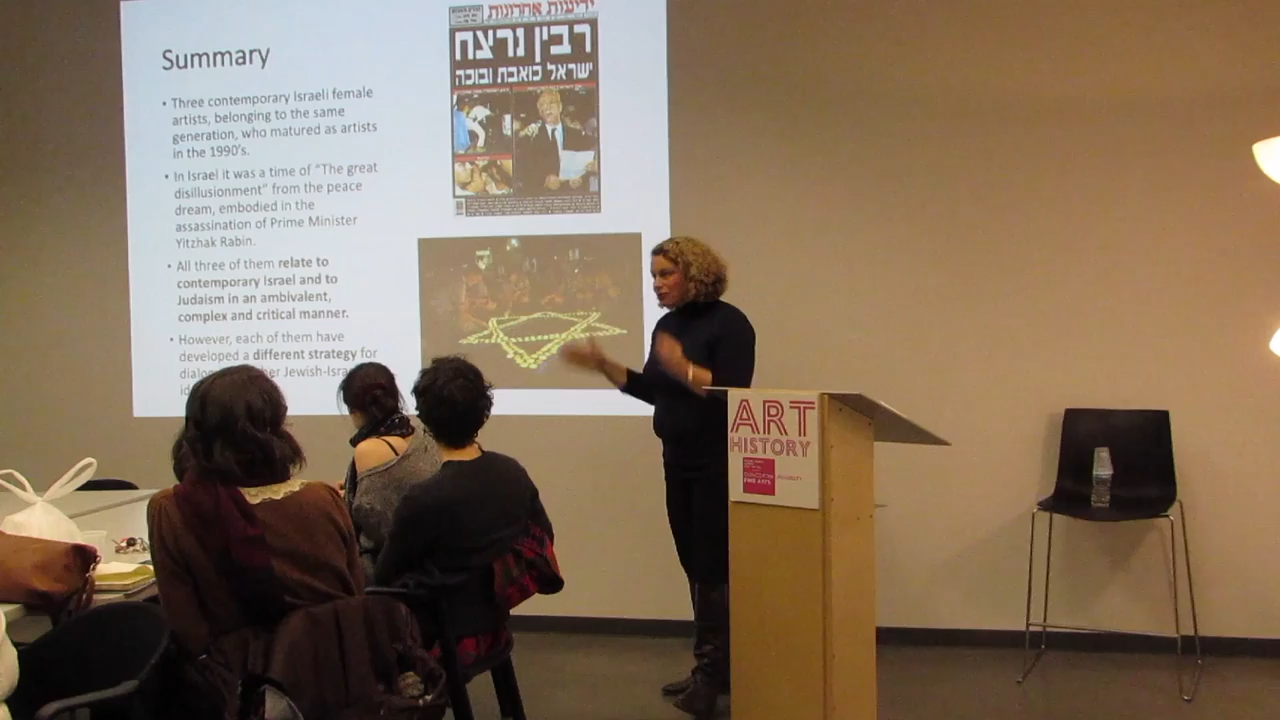 Summary
• Three contemporary Israeli female
artists, belonging to the same
generation, who matured as artists
in the 1990's.
• In Israel it was a time of "The great
disillusionment" from the peace
dream, embodied in the
assassination of Prime Minister
Yitzhak Rabin.
• All three of them relate to
contemporary Israel and to
Judaism in an ambivalent,
complex and critical manner.
• However, each of them have
developed a different strategy for
ידיעות אחרונות
רבין נרצח
ישראל כואבת ובוכה
ART
HISTORY
FINE ARTS